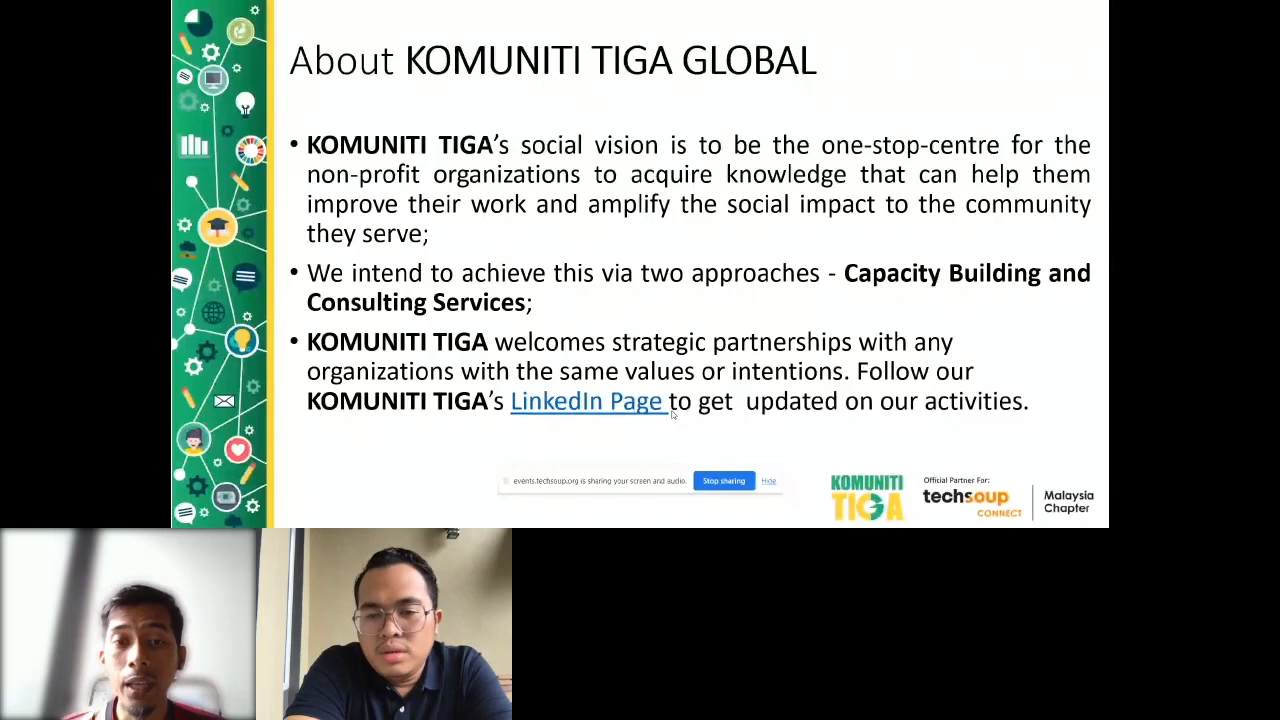 About KOMUNITI TIGA GLOBAL
• KOMUNITI TIGA’s social vision is to be the one-stop-centre for the
non-profit organizations to acquire knowledge that can help them
improve their work and amplify the social impact to the community
they serve;
• We intend to achieve this via two approaches - Capacity Building and
Consulting Services;
• KOMUNITI TIGA welcomes strategic partnerships with any
organizations with the same values or intentions. Follow our
KOMUNITI TIGA’s LinkedIn Page to get updated on our activities.
events.techsoup.org is sharing your screen and audio. Stop sharing Hide
KOMUNITI
TIGA
Official Partner For:
techsoup
CONNECT
Malaysia
Chapter